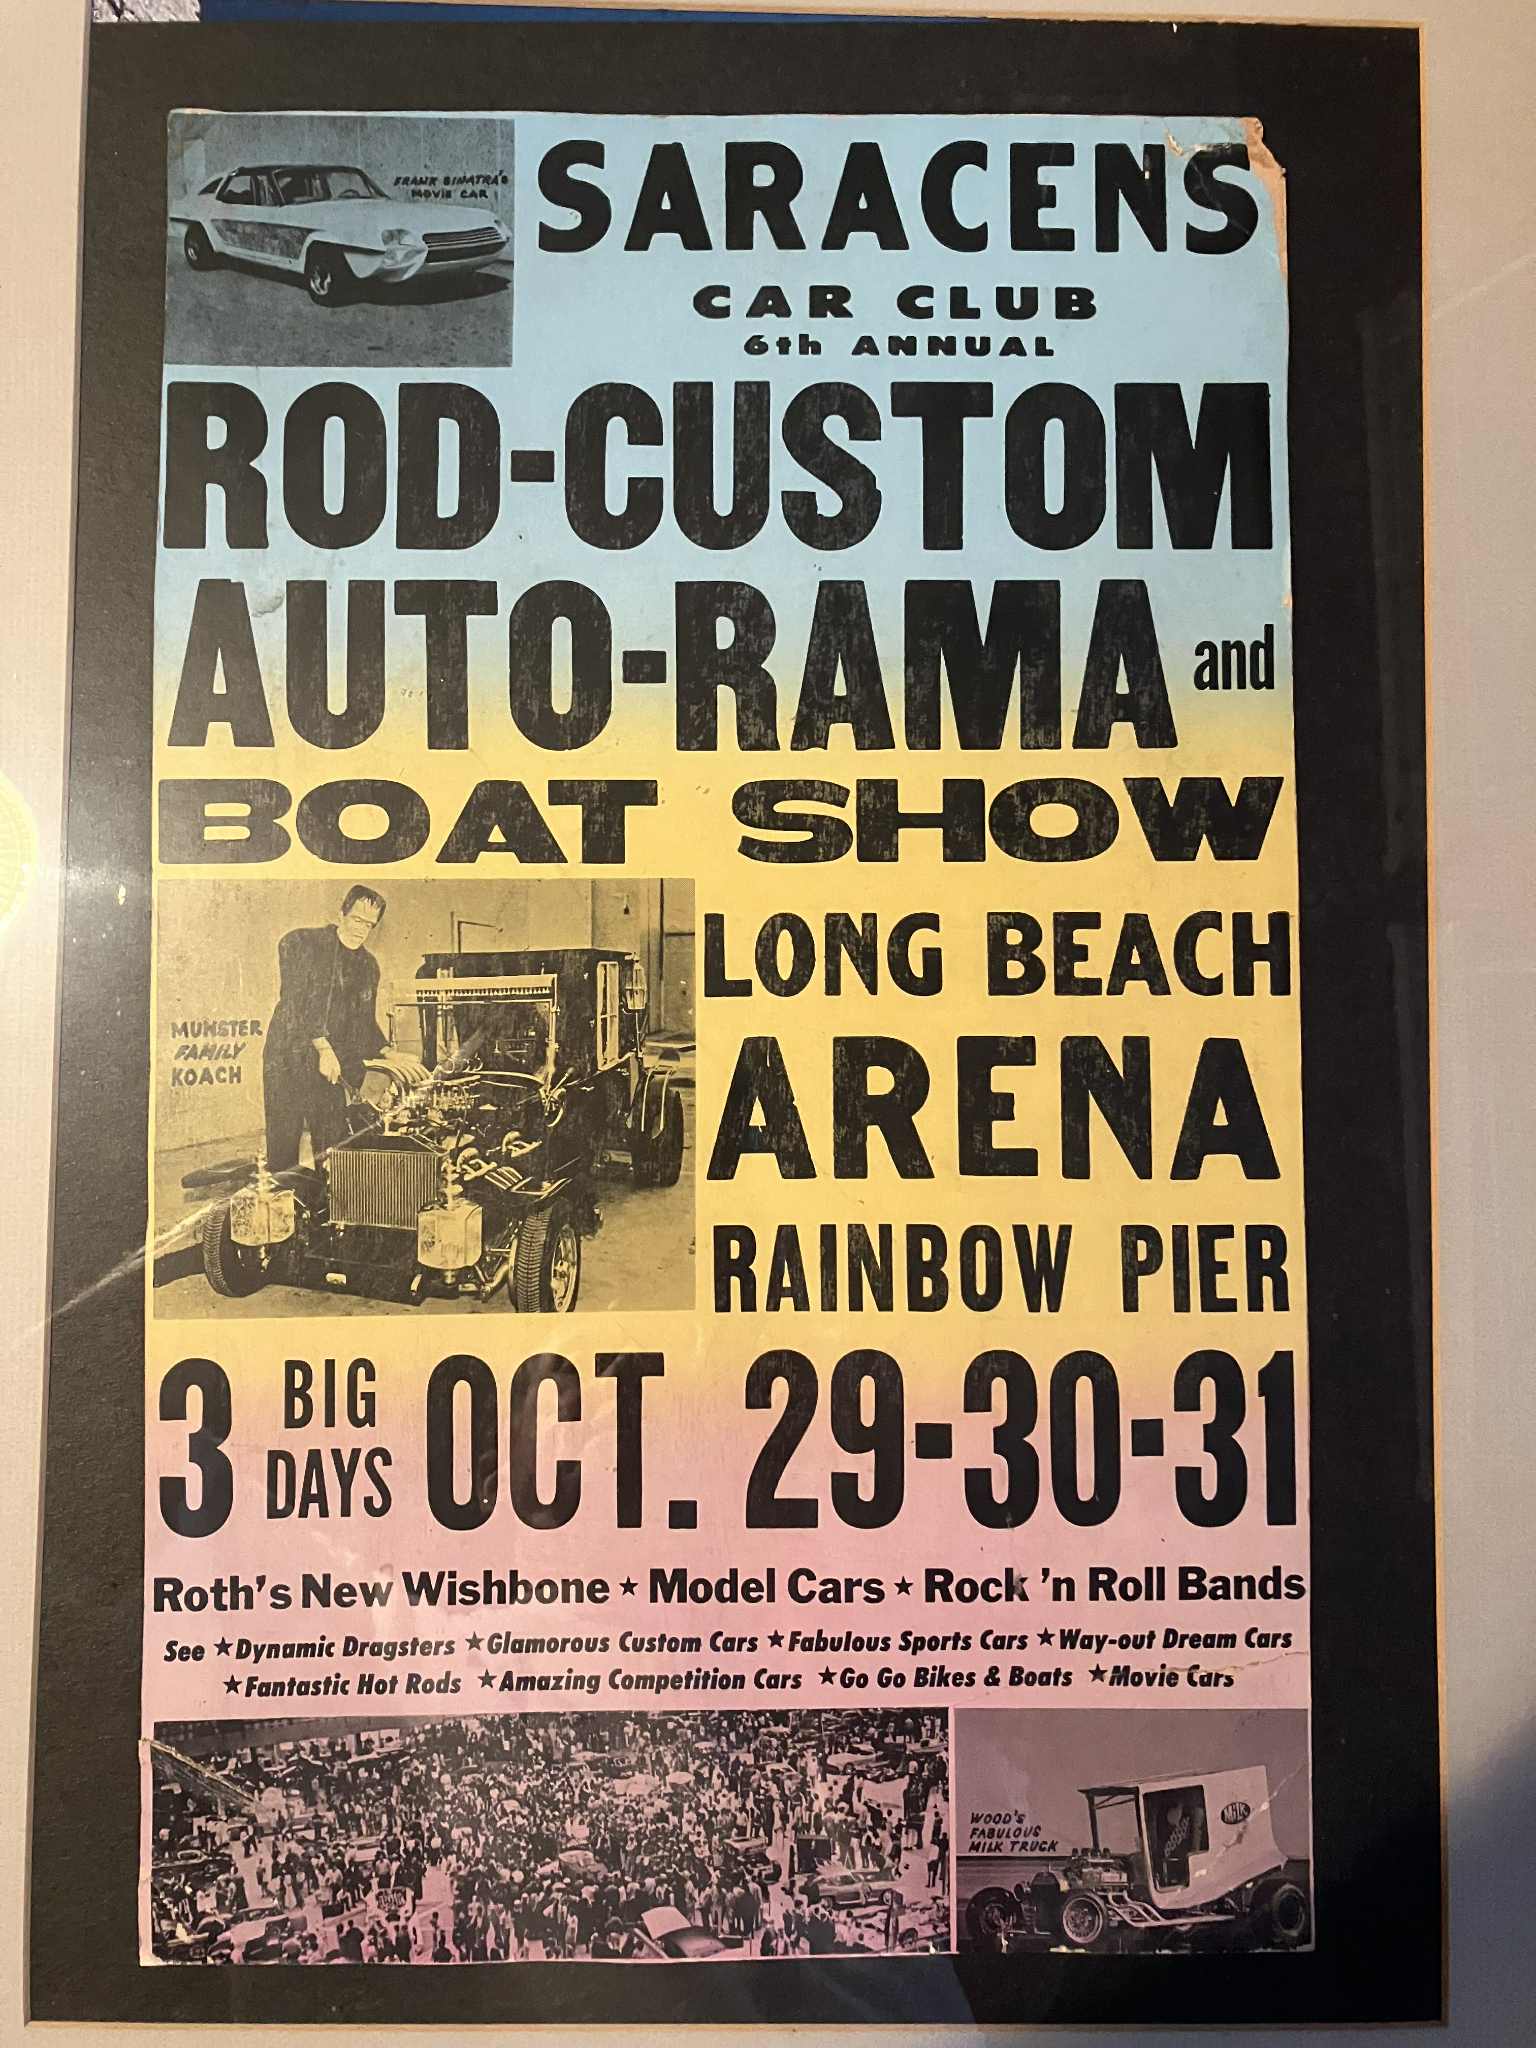 FRANK SINATRA'S
MOVIE CAR
SARACENS
CAR CLUB
6th ANNUAL
ROD-CUSTOM
AUTO-RAMA and
BOAT SHOW
MUNSTER
FAMILY
KOACH
LONG BEACH
ARENA
RAINBOW PIER
3 BIG DAYS OCT. 29-30-31
Roth's New Wishbone ★ Model Cars ★ Rock 'n Roll Bands
See ★Dynamic Dragsters ★Glamorous Custom Cars ★Fabulous Sports Cars ★Way-out Dream Cars
★Fantastic Hot Rods ★Amazing Competition Cars ★Go Go Bikes & Boats ★Movie Cars
WOOD'S
FABULOUS
MILK TRUCK
MILK